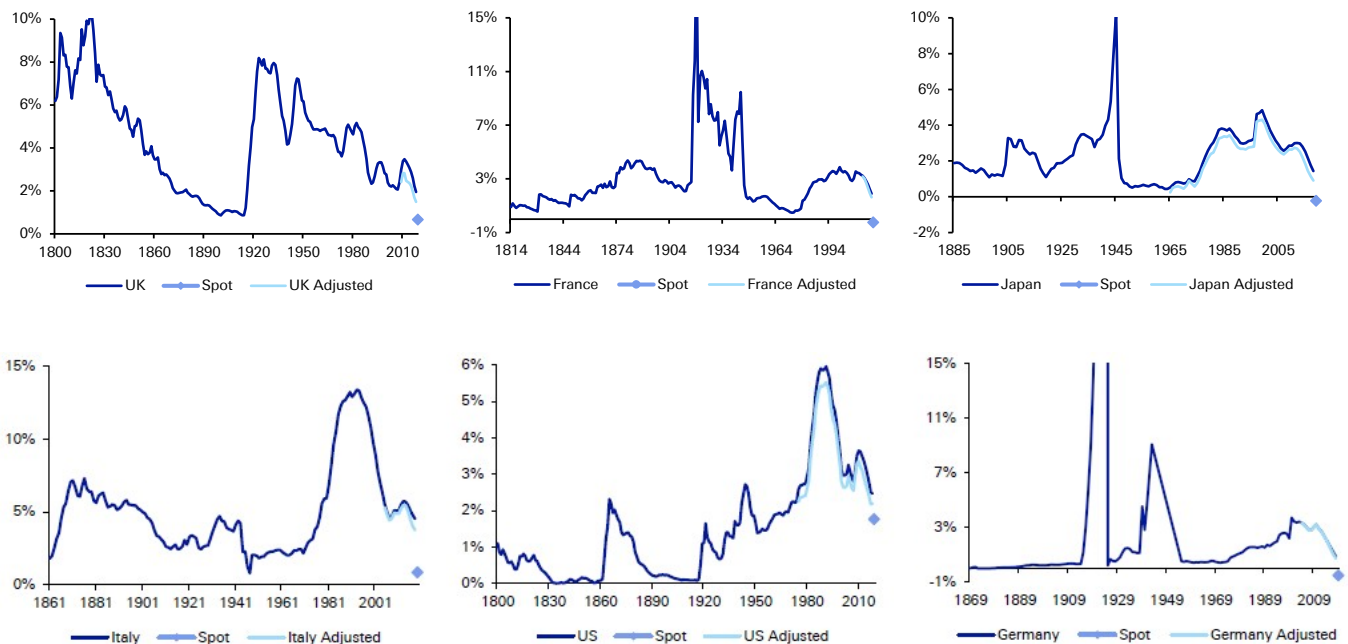 10%
8%
6%
4%
2%
0%
1800 1830 1860 1890 1920 1950 1980 2010
UK Spot UK Adjusted
15%
11%
7%
3%
-1%
1814 1844 1874 1904 1934 1964 1994
France Spot France Adjusted
10%
8%
6%
4%
2%
0%
-2%
1885 1905 1925 1945 1965 1985 2005
Japan Spot Japan Adjusted
15%
10%
5%
0%
1861 1881 1901 1921 1941 1961 1981 2001
Italy Spot Italy Adjusted
6%
5%
4%
3%
2%
1%
0%
1800 1830 1860 1890 1920 1950 1980 2010
US Spot US Adjusted
15%
11%
7%
3%
-1%
1869 1889 1909 1929 1949 1969 1989 2009
Germany Spot Germany Adjusted